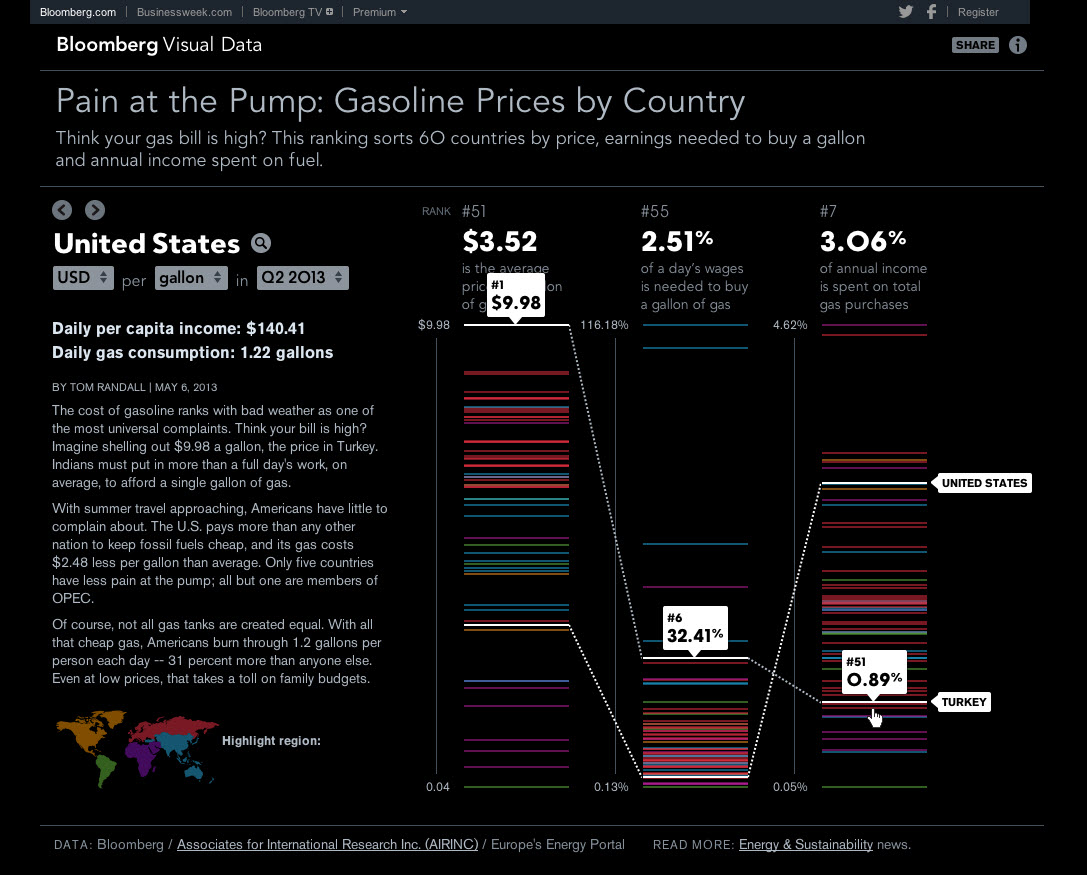 Bloomberg.com | Businessweek.com | Bloomberg TV | Premium
Register
Bloomberg Visual Data
SHARE
i
Pain at the Pump: Gasoline Prices by Country
Think your gas bill is high? This ranking sorts 60 countries by price, earnings needed to buy a gallon
and annual income spent on fuel.
United States
USD per gallon in Q2 2013
Daily per capita income: $140.41
Daily gas consumption: 1.22 gallons
BY TOM RANDALL | MAY 6, 2013
The cost of gasoline ranks with bad weather as one of
the most universal complaints. Think your bill is high?
Imagine shelling out $9.98 a gallon, the price in Turkey.
Indians must put in more than a full day's work, on
average, to afford a single gallon of gas.
With summer travel approaching, Americans have little to
complain about. The U.S. pays more than any other
nation to keep fossil fuels cheap, and its gas costs
$2.48 less per gallon than average. Only five countries
have less pain at the pump; all but one are members of
OPEC.
Of course, not all gas tanks are created equal. With all
that cheap gas, Americans burn through 1.2 gallons per
person each day -- 31 percent more than anyone else.
Even at low prices, that takes a toll on family budgets.
Highlight region:
RANK
#51
$3.52
is the average
#1
$9.98
$9.98
0.04
#55
2.51%
of a day's wages
is needed to buy
a gallon of gas
116.18%
#6
32.41%
0.13%
#7
3.06%
of annual income
is spent on total
gas purchases
4.62%
UNITED STATES
#51
0.89%
TURKEY
0.05%
DATA: Bloomberg / Associates for International Research Inc. (AIRINC) / Europe's Energy Portal
READ MORE: Energy & Sustainability news.